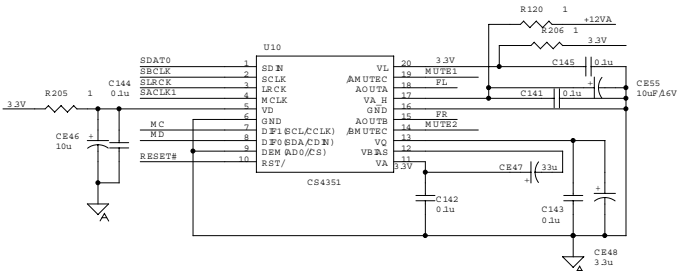 R120 1
+12VA
R206 1
3.3V
U10
SDAT0 1 SDIN VL 20 3.3V
SBCLK 2 SCLK /AMUTEC 19 MUTE1
SLRCK 3 LRCK AOUTA 18 FL
SACLK1 4 MCLK VA_H 17
5 VD GND 16
6 GND AOUTB 15 FR
MC 7 DIF1(SCL/CCLK) /BMUTEC 14 MUTE2
MD 8 DIF0(SDA/CDIN) VQ 13
9 DEM(AD0/CS) VBIAS 12
RESET# 10 RST/ VA 11
3.3V
CS4351
R205 1
3.3V
C144
0.1u
CE46
10u
C145 0.1u
C141 0.1u
CE55
10uF/16V
CE47 33u
C142
0.1u
C143
0.1u
CE48
3.3u
A
A